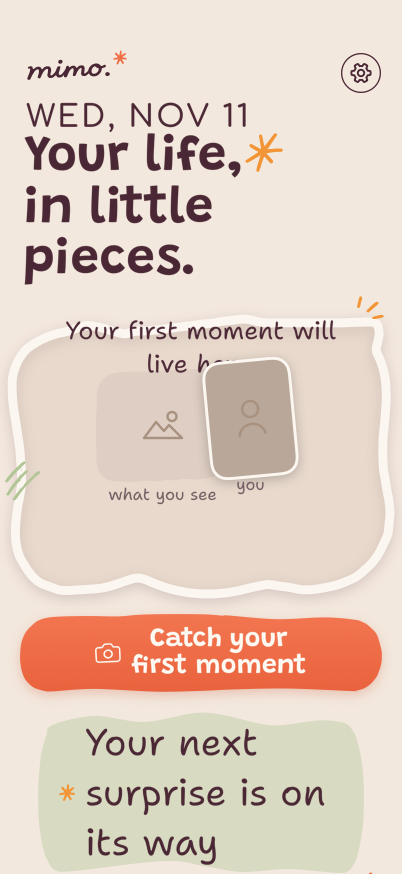 mimo.
WED, NOV 11
Your life,
in little
pieces.
Your first moment will
live
what you see
you
Catch your
first moment
Your next
surprise is on
its way